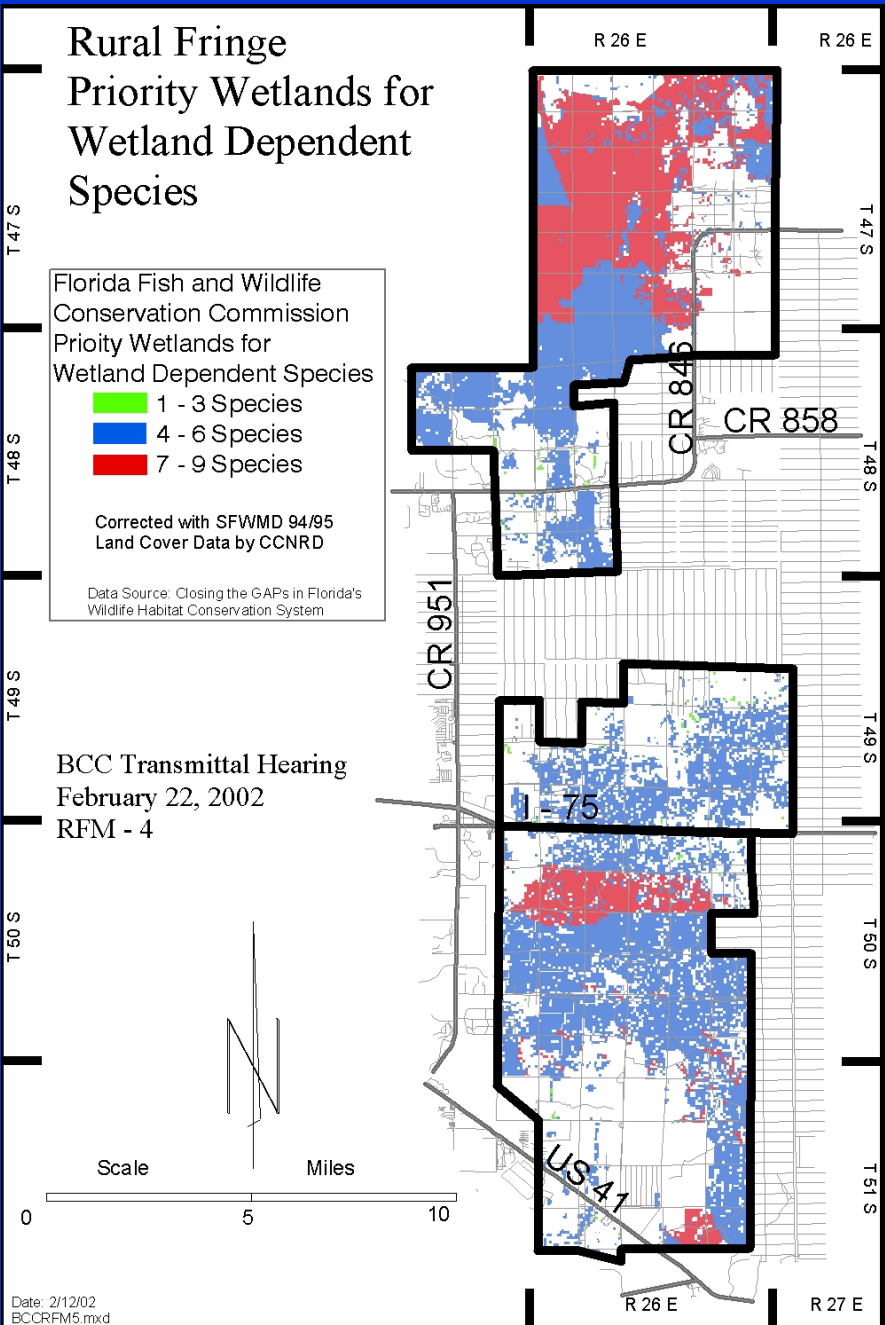 Rural Fringe
Priority Wetlands for
Wetland Dependent
Species
R 26 E
R 26 E
T 47 S
T 47 S
Florida Fish and Wildlife
Conservation Commission
Prioity Wetlands for
Wetland Dependent Species
1 - 3 Species
4 - 6 Species
7 - 9 Species
Corrected with SFWMD 94/95
Land Cover Data by CCNRD
Data Source: Closing the GAPs in Florida's
Wildlife Habitat Conservation System
CR 846
CR 858
T 48 S
T 48 S
CR 951
T 49 S
T 49 S
BCC Transmittal Hearing
February 22, 2002
RFM - 4
I - 75
T 50 S
T 50 S
N
Scale Miles
0 5 10
US 41
T 51 S
R 26 E
R 27 E
Date: 2/12/02
BCCRFM5.mxd